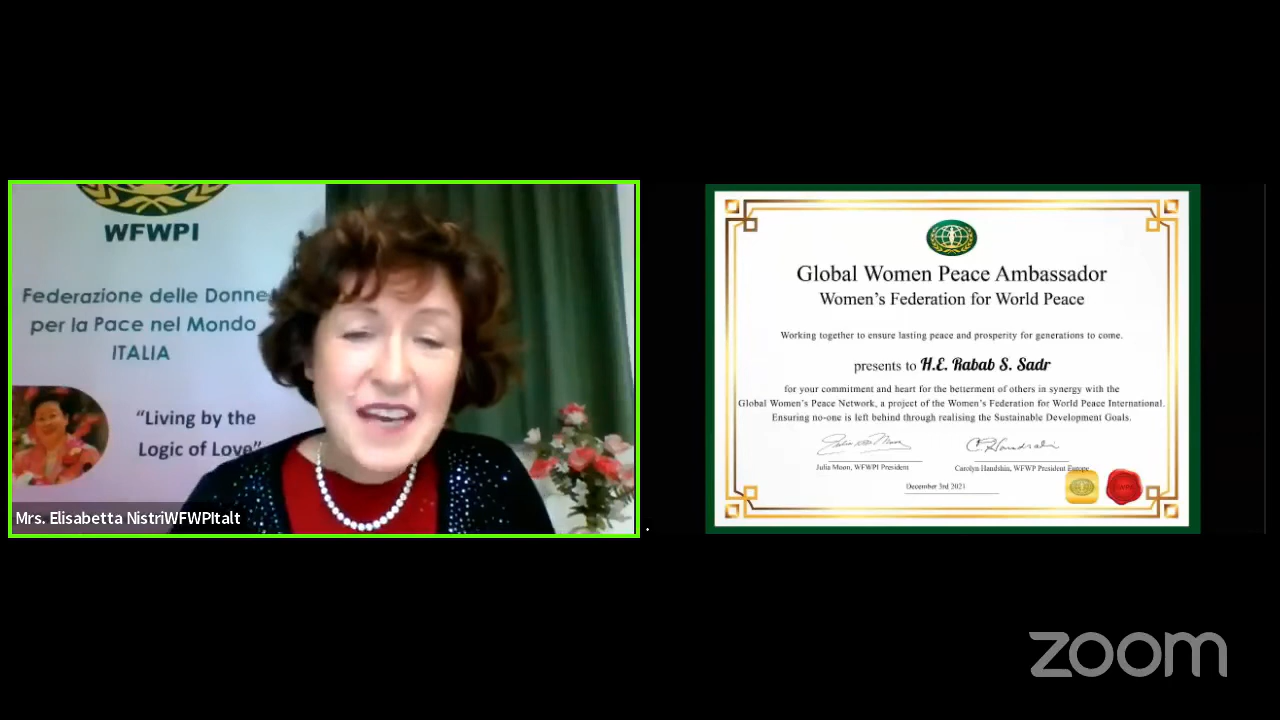 WFWPI
Federazione delle Donne
per la Pace nel Mondo
ITALIA
“Living by the
Logic of Love”
Mrs. Elisabetta NistriWFWPItalt
Global Women Peace Ambassador
Women’s Federation for World Peace
Working together to ensure lasting peace and prosperity for generations to come.
presents to H.E. Rabab S. Sadr
for your commitment and heart for the betterment of others in synergy with the
Global Women’s Peace Network, a project of the Women’s Federation for World Peace International.
Ensuring no-one is left behind through realising the Sustainable Development Goals.
Julia Moon, WFWPI President
Carolyn Handshin, WFWP President Europe
December 3rd 2021
zoom